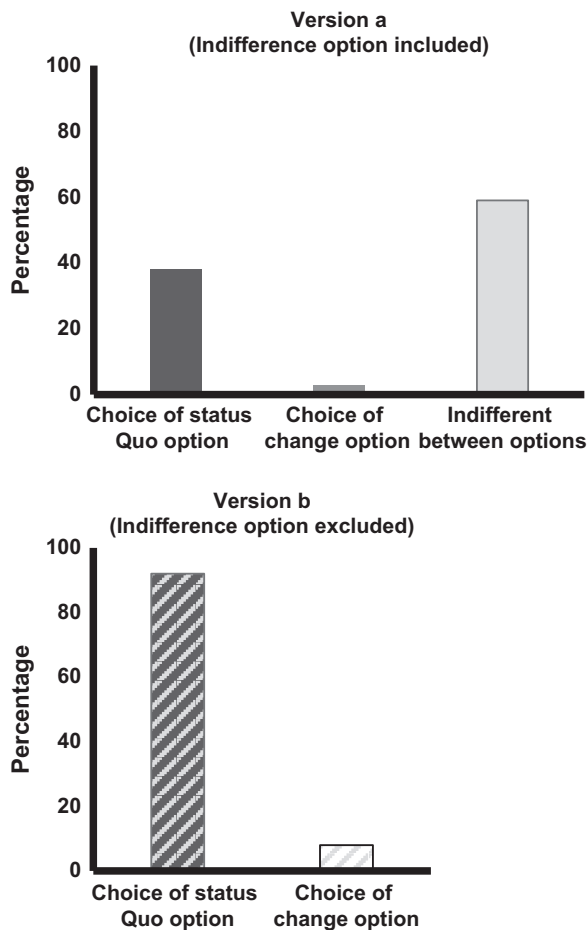 Version a
(Indifference option included)
100
80
60
40
20
0
Percentage
Choice of status
Quo option
Choice of
change option
Indifferent
between options
Version b
(Indifference option excluded)
100
80
60
40
20
0
Percentage
Choice of status
Quo option
Choice of
change option